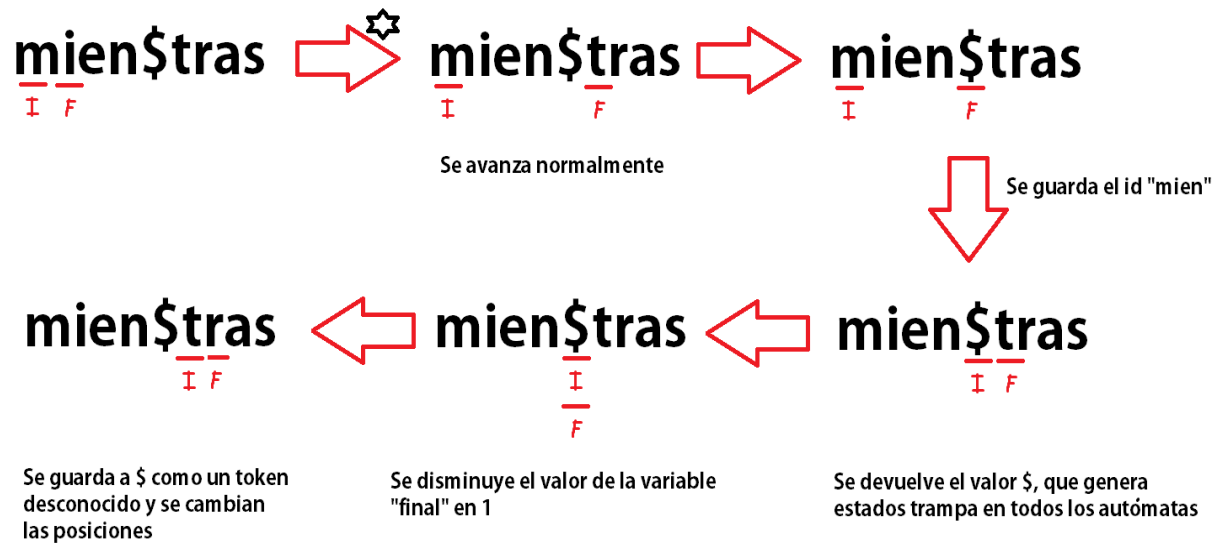 mien$tras
I F
mien$tras
I F
Se avanza normalmente
mien$tras
I F
Se guarda el id "mien"
mien$tras
I F
Se devuelve el valor $, que genera
estados trampa en todos los autómatas
mien$tras
I
F
Se disminuye el valor de la variable
"final" en 1
mien$tras
I F
Se guarda a $ como un token
desconocido y se cambian
las posiciones